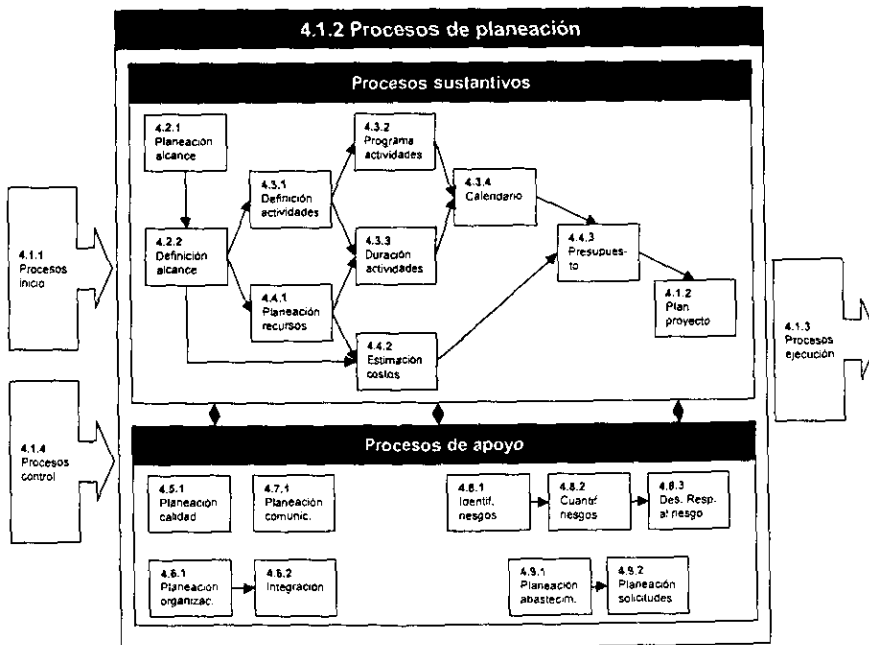 4.1.2 Procesos de planeación
Procesos sustantivos
4.2.1
Planeación
alcance
4.3.2
Programa
actividades
4.3.1
Definición
actividades
4.3.4
Calendario
4.1.1
Procesos
inicio
4.2.2
Definición
alcance
4.3.3
Duración
actividades
4.4.3
Presupues-
to
4.4.1
Planeación
recursos
4.1.2
Plan
proyecto
4.1.3
Procesos
ejecución
4.4.2
Estimación
costos
4.1.4
Procesos
control
Procesos de apoyo
4.5.1
Planeación
calidad
4.7.1
Planeación
comunic.
4.8.1
Identif.
riesgos
4.8.2
Cuantif.
riesgos
4.8.3
Des. Resp.
al riesgo
4.6.1
Planeación
organizac.
4.6.2
Integración
4.9.1
Planeación
abastecim.
4.9.2
Planeación
solicitudes